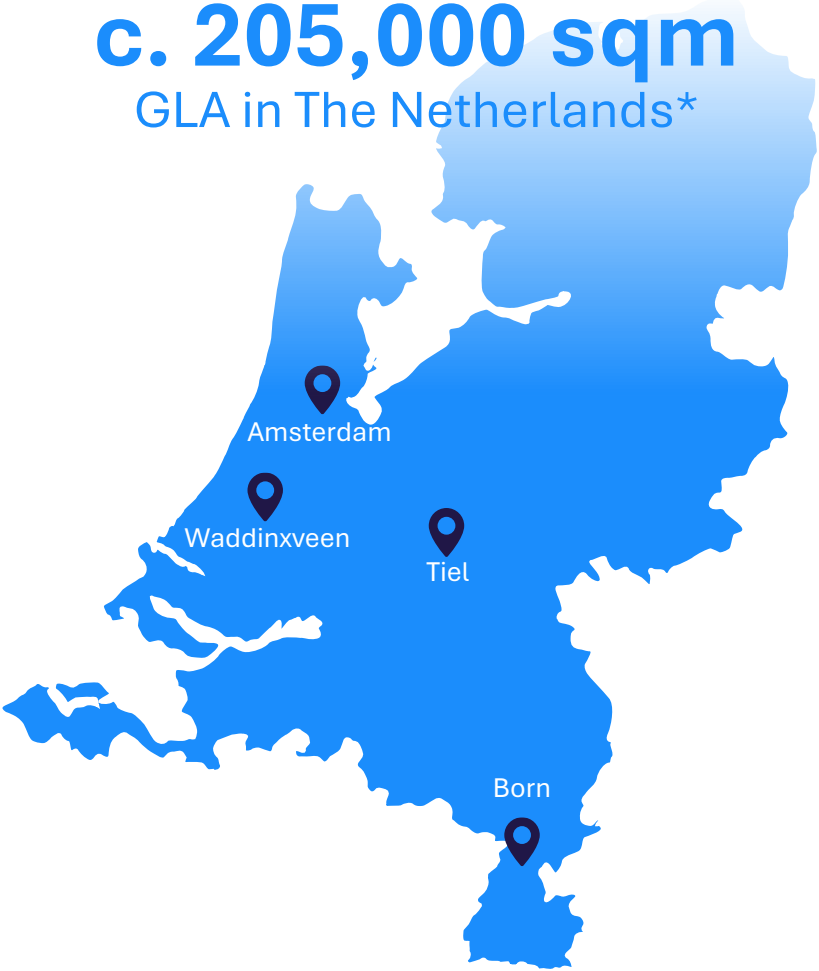 c. 205,000 sqm
GLA in The Netherlands*
Amsterdam
Waddinxveen
Tiel
Born